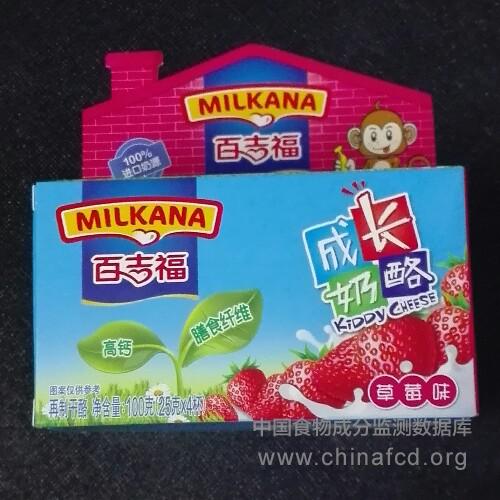 MILKANA
百吉福
100%
进口奶源
MILKANA
百吉福
成长
奶酪
KIDDY CHEESE
高钙
膳食纤维
图案仅供参考
再制干酪 净含量:100克(25克×4杯)
草莓味
中国食物成分监测数据库
www.chinafcd.org